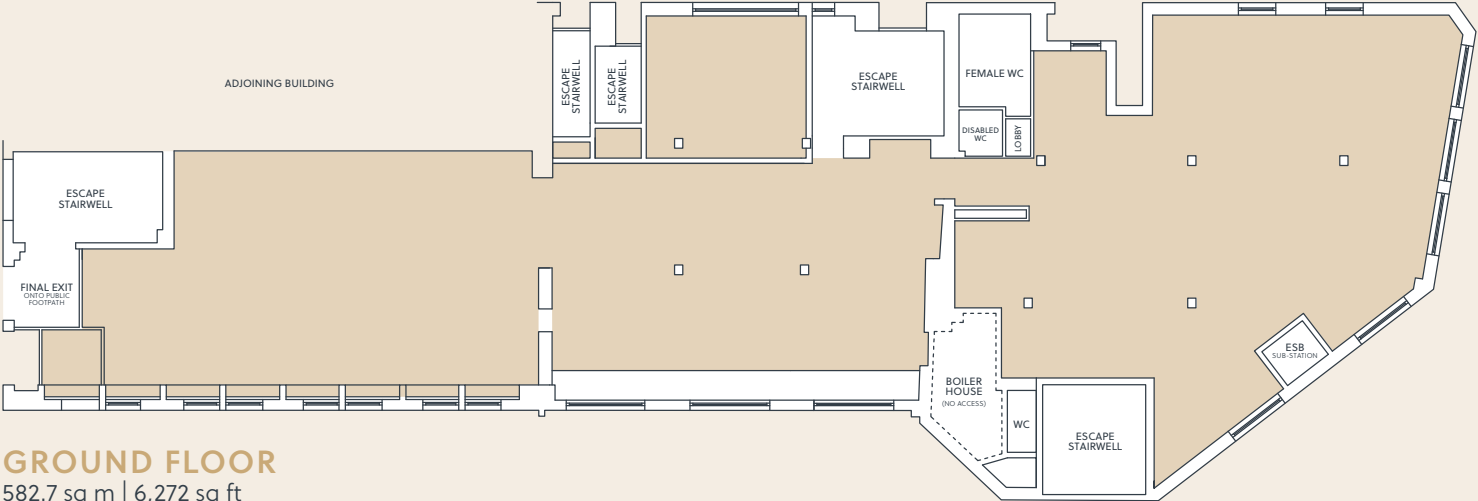 ADJOINING BUILDING
ESCAPE
STAIRWELL
ESCAPE
STAIRWELL
ESCAPE
STAIRWELL
FEMALE WC
DISABLED
WC
LOBBY
ESCAPE
STAIRWELL
FINAL EXIT
ONTO PUBLIC
FOOTPATH
ESB
SUB-STATION
BOILER
HOUSE
(NO ACCESS)
WC
ESCAPE
STAIRWELL
GROUND FLOOR
582.7 sq m | 6,272 sq ft